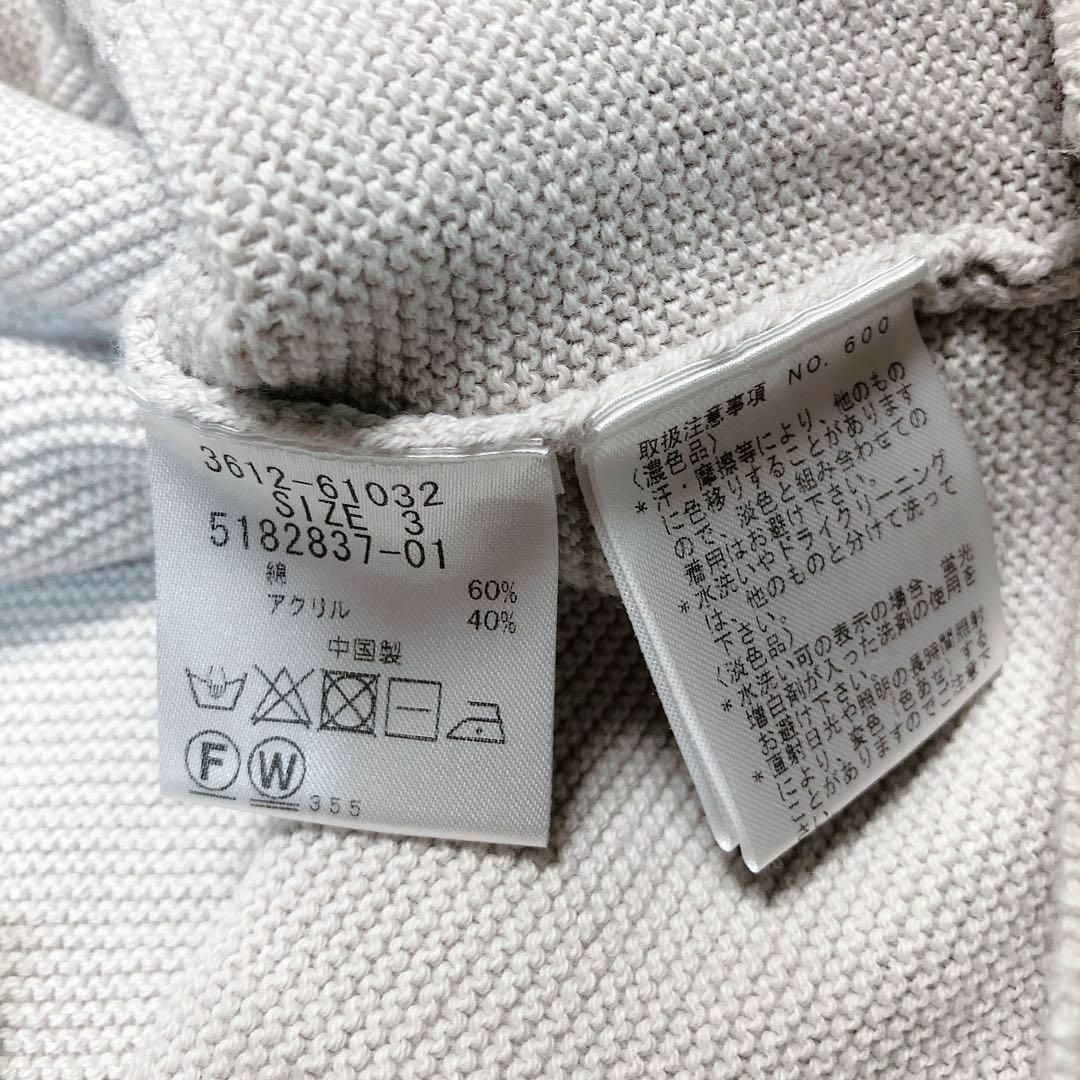 3612-61032
SIZE 3
5182837-01
綿 60%
アクリル 40%
中国製
F W 355
取扱注意事項 NO. 600
〈濃色品〉
*汗・摩擦等により、他のもの
に色移りすることがあります
ので、淡色と組み合わせての
着用はお避け下さい。
*水洗いやドライクリーニング
は、他のものと分けて洗って
下さい。
〈淡色品〉
*水洗い可の表示の場合、蛍光
増白剤が入った洗剤の使用を
お避け下さい。
*直射日光や照明の長時間照射
により、変色（色あせ）する
ことがありますのでご注意下
さい。